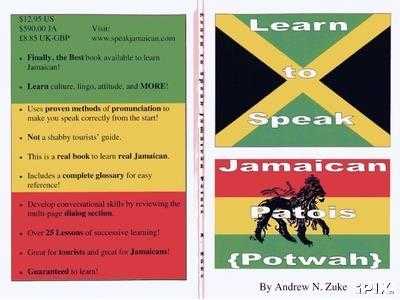 $12.95 US
$590.00 JA Visit:
£8.85 UK-GBP www.speakjamaican.com
• Finally, the Best book available to learn
Jamaican!
• Learn culture, lingo, attitude, and MORE!
• Uses proven methods of pronunciation to
make you speak correctly from the start!
• Not a shabby tourists' guide.
• This is a real book to learn real Jamaican.
• Includes a complete glossary for easy
reference!
• Develop conversational skills by reviewing the
multi-page dialog section.
• Over 25 Lessons of successive learning!
• Great for tourists and great for Jamaicans!
• Guaranteed to learn!
Learn
to
Speak
Jamaican
Patois
{Potwah}
By Andrew N. Zuke